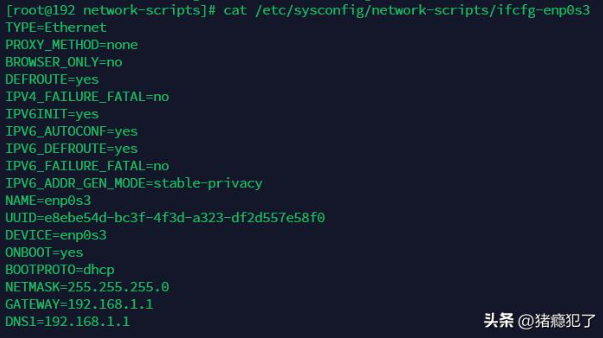 [root@192 network-scripts]# cat /etc/sysconfig/network-scripts/ifcfg-enp0s3
TYPE=Ethernet
PROXY_METHOD=none
BROWSER_ONLY=no
DEFROUTE=yes
IPV4_FAILURE_FATAL=no
IPV6INIT=yes
IPV6_AUTOCONF=yes
IPV6_DEFROUTE=yes
IPV6_FAILURE_FATAL=no
IPV6_ADDR_GEN_MODE=stable-privacy
NAME=enp0s3
UUID=e8ebe54d-bc3f-4f3d-a323-df2d557e58f0
DEVICE=enp0s3
ONBOOT=yes
BOOTPROTO=dhcp
NETMASK=255.255.255.0
GATEWAY=192.168.1.1
DNS1=192.168.1.1
头条 @猪瘾犯了